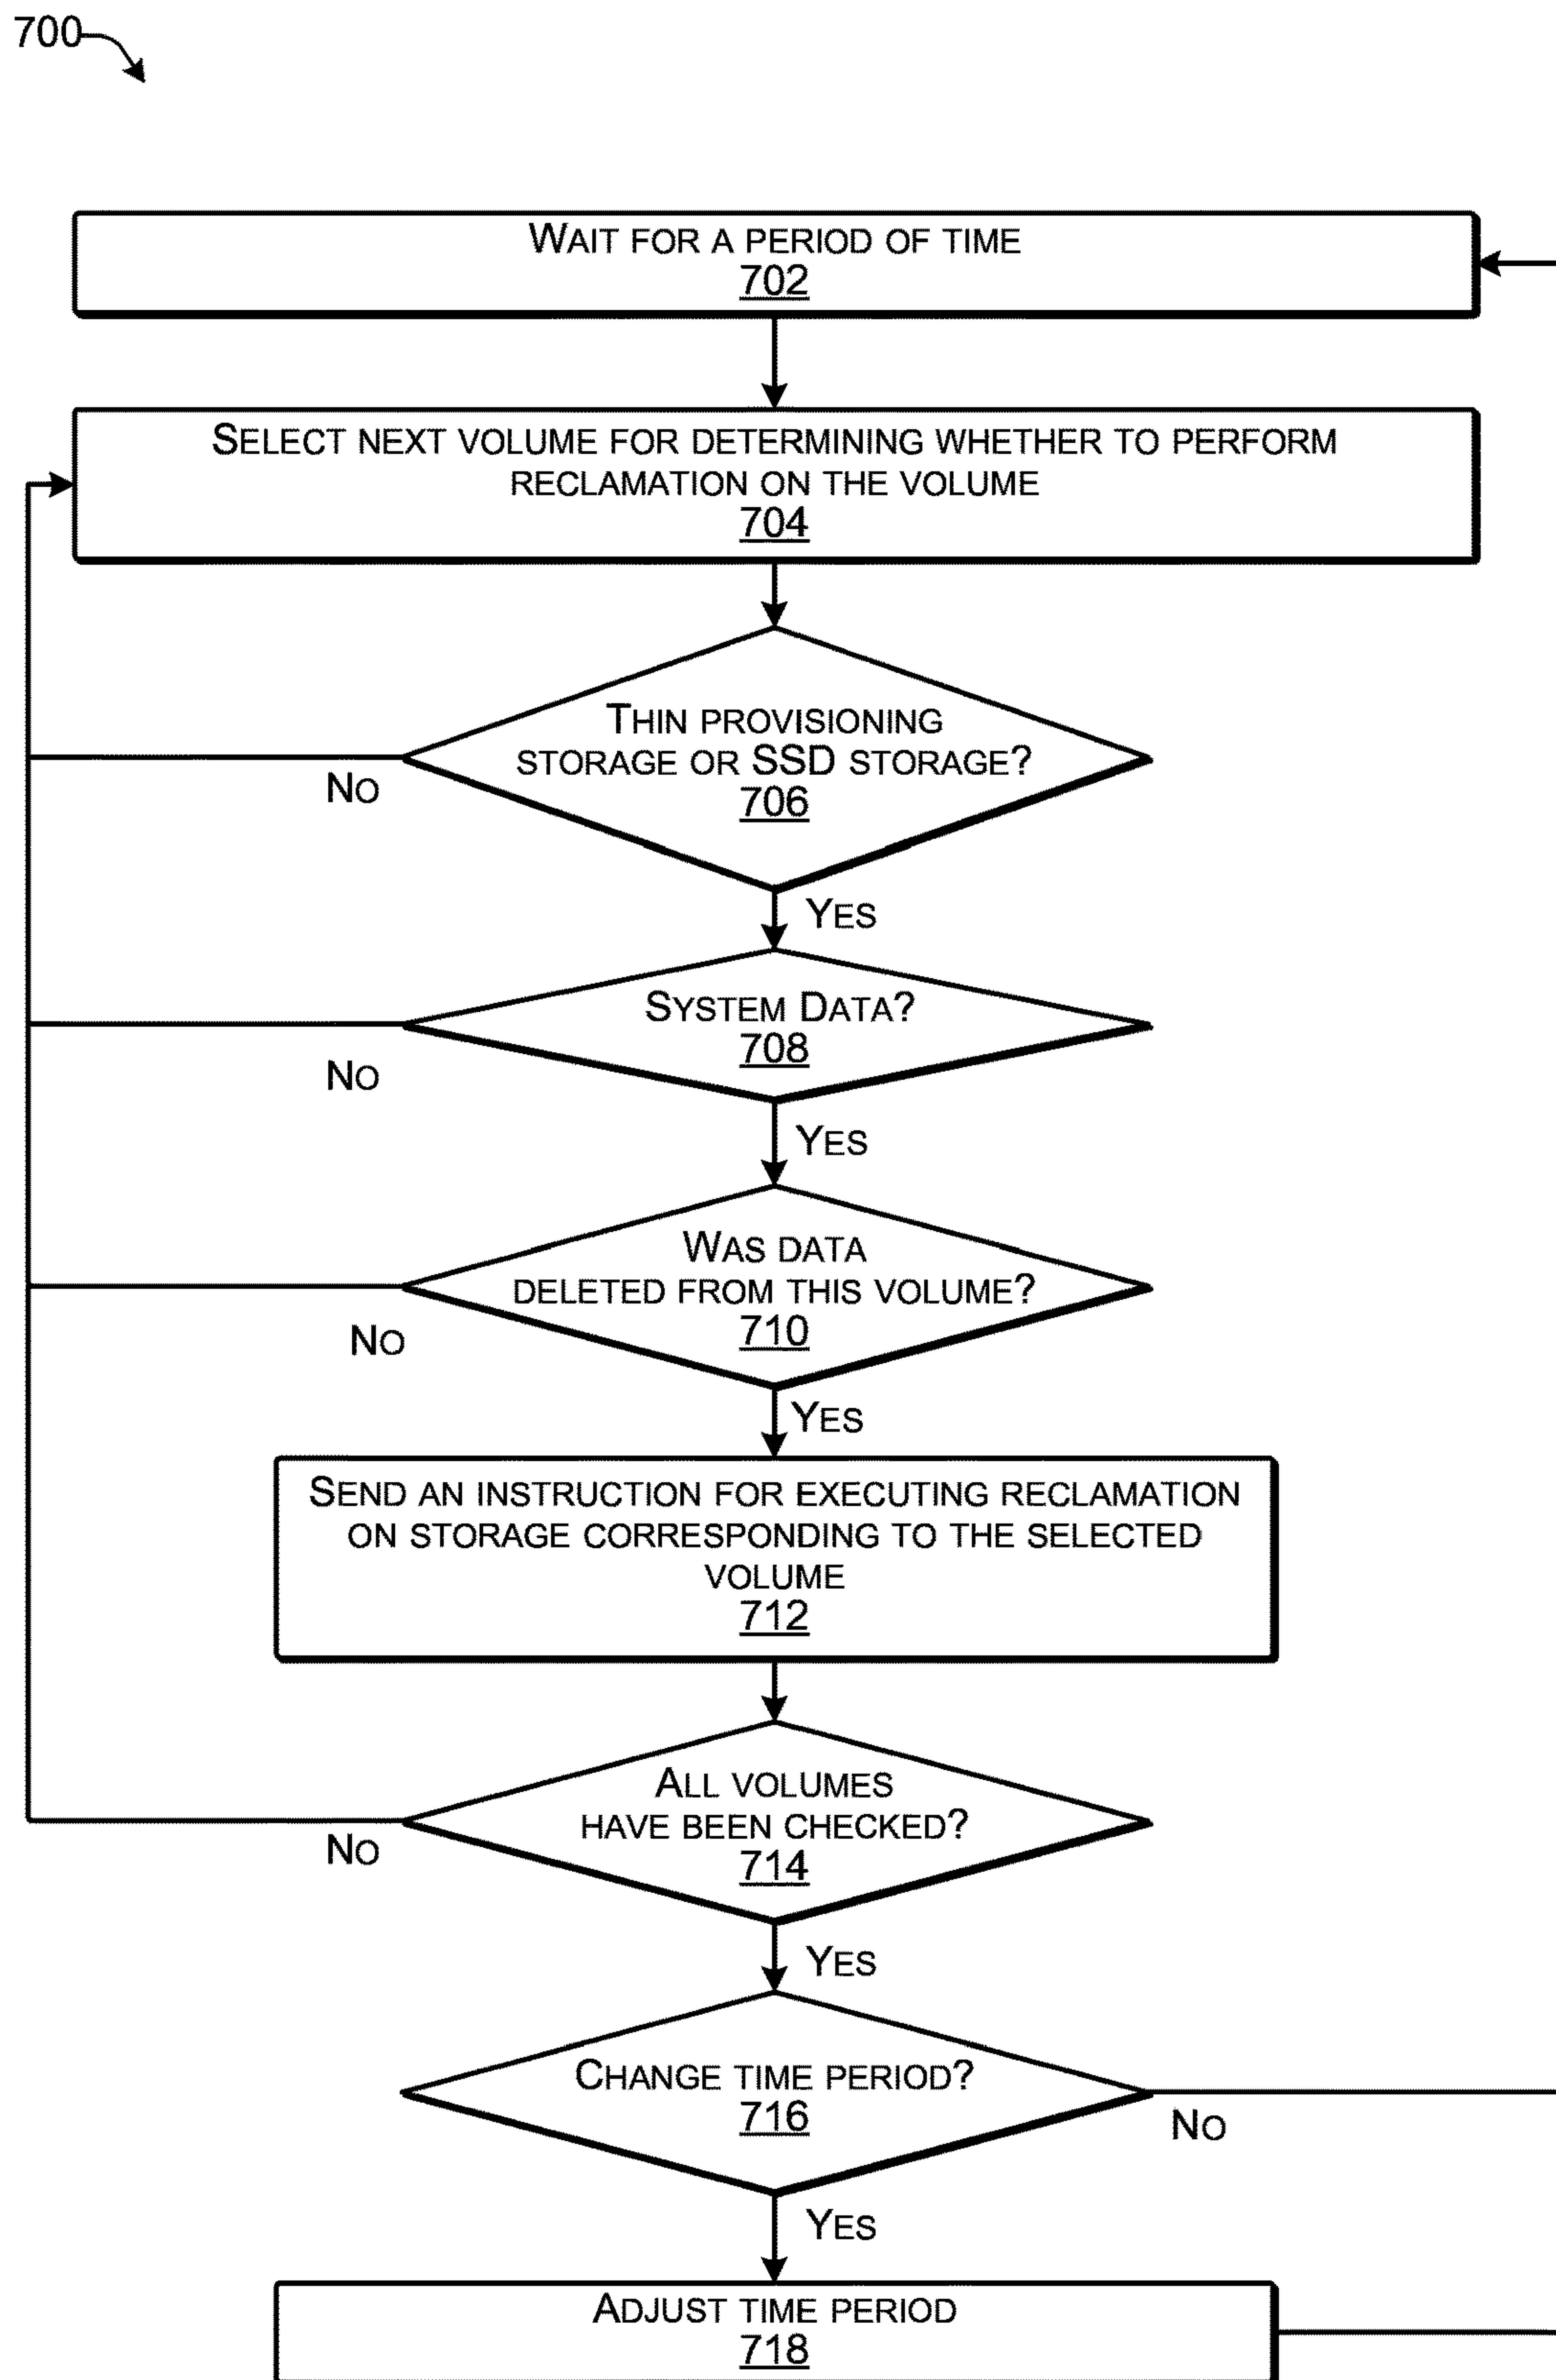 700
WAIT FOR A PERIOD OF TIME
702
SELECT NEXT VOLUME FOR DETERMINING WHETHER TO PERFORM
RECLAMATION ON THE VOLUME
704
THIN PROVISIONING
STORAGE OR SSD STORAGE?
706
NO
YES
SYSTEM DATA?
708
NO
YES
WAS DATA
DELETED FROM THIS VOLUME?
710
NO
YES
SEND AN INSTRUCTION FOR EXECUTING RECLAMATION
ON STORAGE CORRESPONDING TO THE SELECTED
VOLUME
712
ALL VOLUMES
HAVE BEEN CHECKED?
714
NO
YES
CHANGE TIME PERIOD?
716
NO
YES
ADJUST TIME PERIOD
718